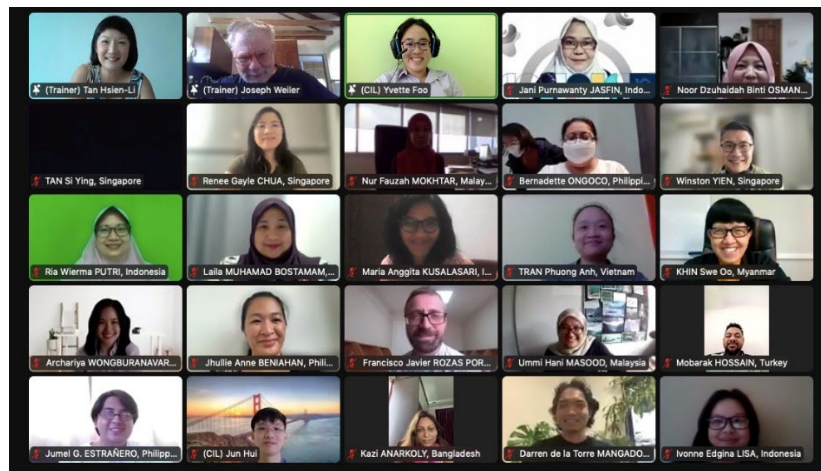 (Trainer) Tan Hsien-Li
(Trainer) Joseph Weiler
(CIL) Yvette Foo
Jani Purnawanty JASFIN, Indo...
Noor Dzuhaidah Binti OSMAN...
TAN Si Ying, Singapore
Renee Gayle CHUA, Singapore
Nur Fauzah MOKHTAR, Malay...
Bernadette ONGOCO, Philippi...
Winston YIEN, Singapore
Ria Wierma PUTRI, Indonesia
Laila MUHAMAD BOSTAMAM,...
Maria Anggita KUSALASARI, I...
TRAN Phuong Anh, Vietnam
KHIN Swe Oo, Myanmar
Archariya WONGBURANAVAR...
Jhullie Anne BENIAHAN, Phili...
Francisco Javier ROZAS POR...
Ummi Hani MASOOD, Malaysia
Mobarak HOSSAIN, Turkey
Jumel G. ESTRAÑERO, Philipp...
(CIL) Jun Hui
Kazi ANARKOLY, Bangladesh
Darren de la Torre MANGADO...
Ivonne Edgina LISA, Indonesia